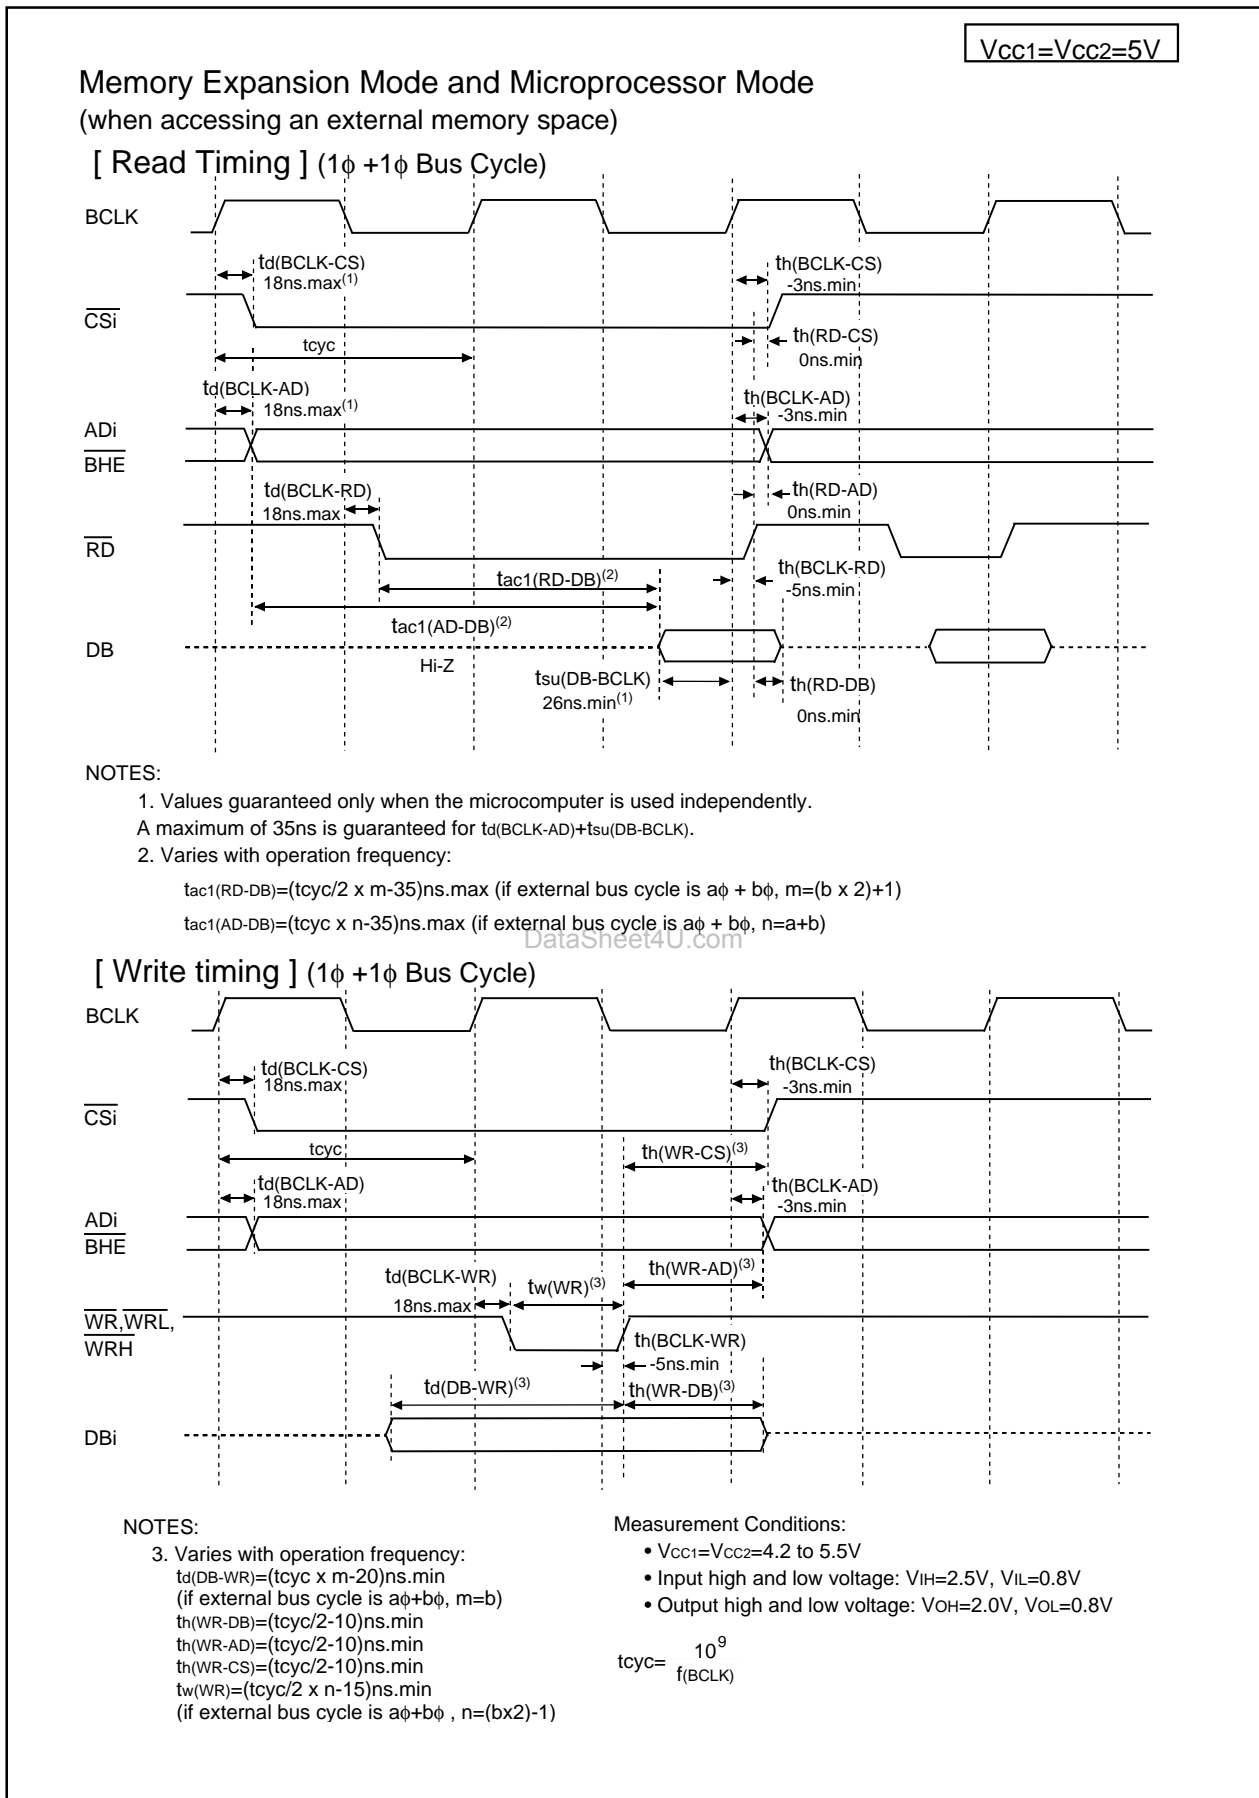 Vcc1=Vcc2=5V
Memory Expansion Mode and Microprocessor Mode
(when accessing an external memory space)
[ Read Timing ] (1ϕ +1ϕ Bus Cycle)
BCLK
td(BCLK-CS)
18ns.max(1)
th(BCLK-CS)
-3ns.min
CSi
th(RD-CS)
0ns.min
tcyc
td(BCLK-AD)
18ns.max(1)
th(BCLK-AD)
-3ns.min
ADi
BHE
td(BCLK-RD)
18ns.max
th(RD-AD)
0ns.min
RD
tac1(RD-DB)(2)
th(BCLK-RD)
-5ns.min
tac1(AD-DB)(2)
DB
Hi-Z
tsu(DB-BCLK)
26ns.min(1)
th(RD-DB)
0ns.min
NOTES:
1. Values guaranteed only when the microcomputer is used independently.
A maximum of 35ns is guaranteed for td(BCLK-AD)+tsu(DB-BCLK).
2. Varies with operation frequency:
tac1(RD-DB)=(tcyc/2 x m-35)ns.max (if external bus cycle is aϕ + bϕ, m=(b x 2)+1)
tac1(AD-DB)=(tcyc x n-35)ns.max (if external bus cycle is aϕ + bϕ, n=a+b)
DataSheet4U.com
[ Write timing ] (1ϕ +1ϕ Bus Cycle)
BCLK
td(BCLK-CS)
18ns.max
th(BCLK-CS)
-3ns.min
CSi
tcyc
th(WR-CS)(3)
td(BCLK-AD)
18ns.max
th(BCLK-AD)
-3ns.min
ADi
BHE
td(BCLK-WR)
18ns.max
tw(WR)(3)
th(WR-AD)(3)
WR,WRL,
WRH
th(BCLK-WR)
-5ns.min
td(DB-WR)(3)
th(WR-DB)(3)
DBi
NOTES:
3. Varies with operation frequency:
td(DB-WR)=(tcyc x m-20)ns.min
(if external bus cycle is aϕ+bϕ, m=b)
th(WR-DB)=(tcyc/2-10)ns.min
th(WR-AD)=(tcyc/2-10)ns.min
th(WR-CS)=(tcyc/2-10)ns.min
tw(WR)=(tcyc/2 x n-15)ns.min
(if external bus cycle is aϕ+bϕ , n=(bx2)-1)
Measurement Conditions:
• VCC1=VCC2=4.2 to 5.5V
• Input high and low voltage: VIH=2.5V, VIL=0.8V
• Output high and low voltage: VOH=2.0V, VOL=0.8V
tcyc= 10^9
f(BCLK)